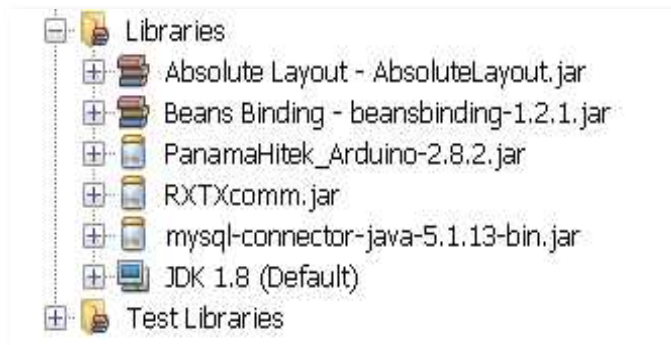 Libraries
Absolute Layout - AbsoluteLayout.jar
Beans Binding - beansbinding-1.2.1.jar
PanamaHitek_Arduino-2.8.2.jar
RXTXcomm.jar
mysql-connector-java-5.1.13-bin.jar
JDK 1.8 (Default)
Test Libraries